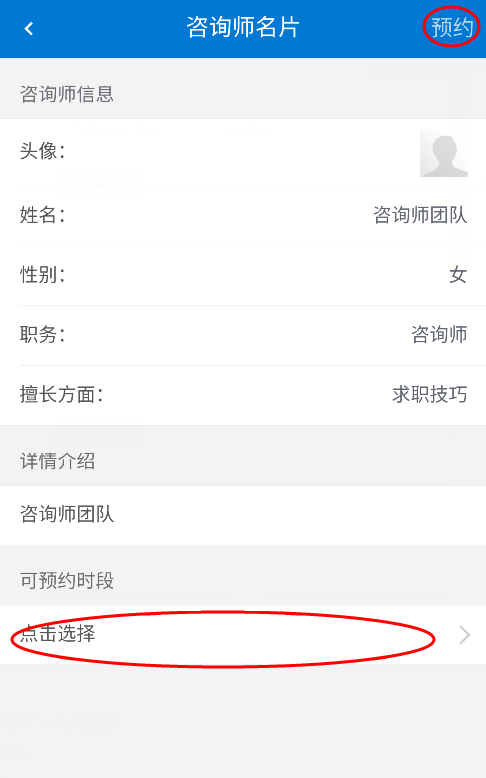 咨询师名片 预约
咨询师信息
头像：
姓名： 咨询师团队
性别： 女
职务： 咨询师
擅长方面： 求职技巧
详情介绍
咨询师团队
可预约时段
点击选择